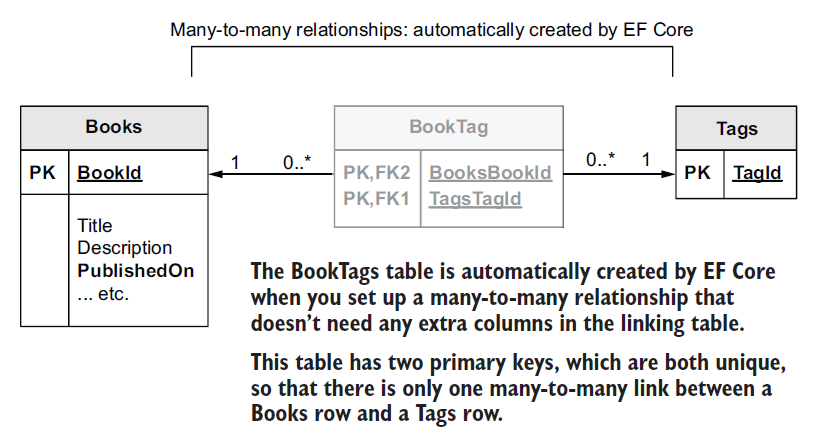 Many-to-many relationships: automatically created by EF Core
Books
PK BookId
Title
Description
PublishedOn
... etc.
1 0..*
BookTag
PK,FK2 BooksBookId
PK,FK1 TagsTagId
0..* 1
Tags
PK TagId
The BookTags table is automatically created by EF Core
when you set up a many-to-many relationship that
doesn’t need any extra columns in the linking table.
This table has two primary keys, which are both unique,
so that there is only one many-to-many link between a
Books row and a Tags row.